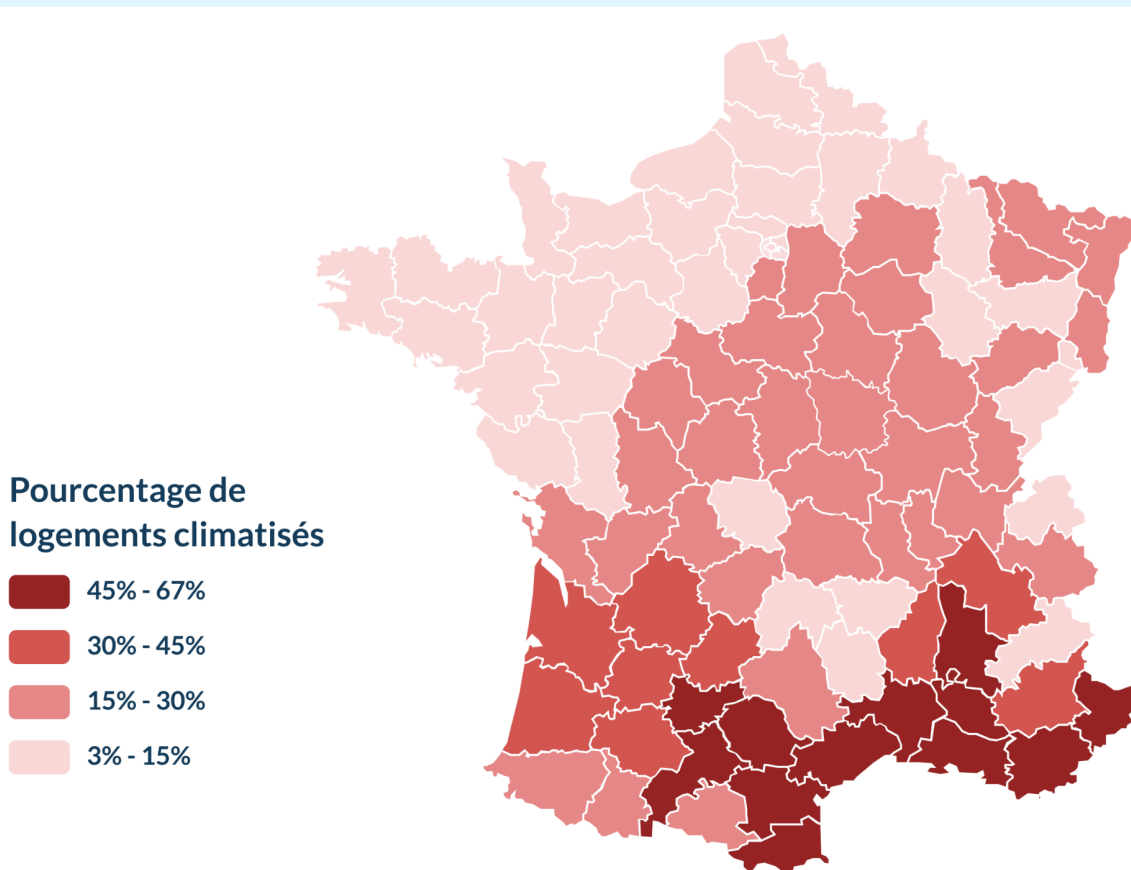 Pourcentage de
logements climatisés
45% - 67%
30% - 45%
15% - 30%
3% - 15%